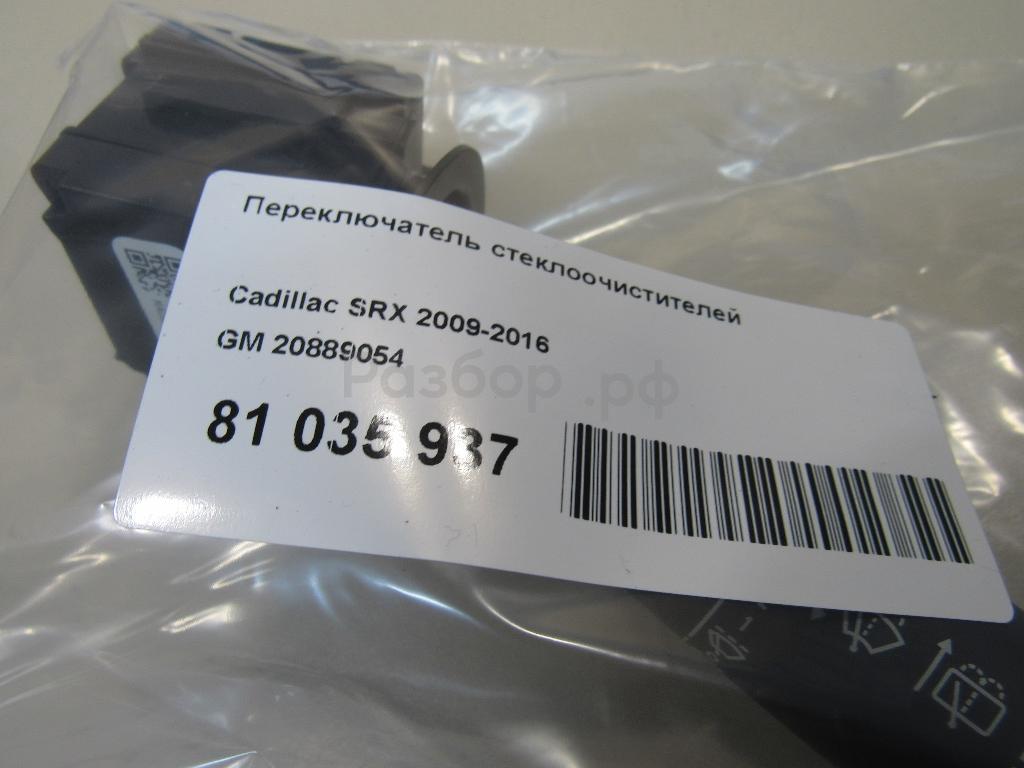 Переключатель стеклоочистителей
Cadillac SRX 2009-2016
GM 20889054
Разбор.рф
81 035 937